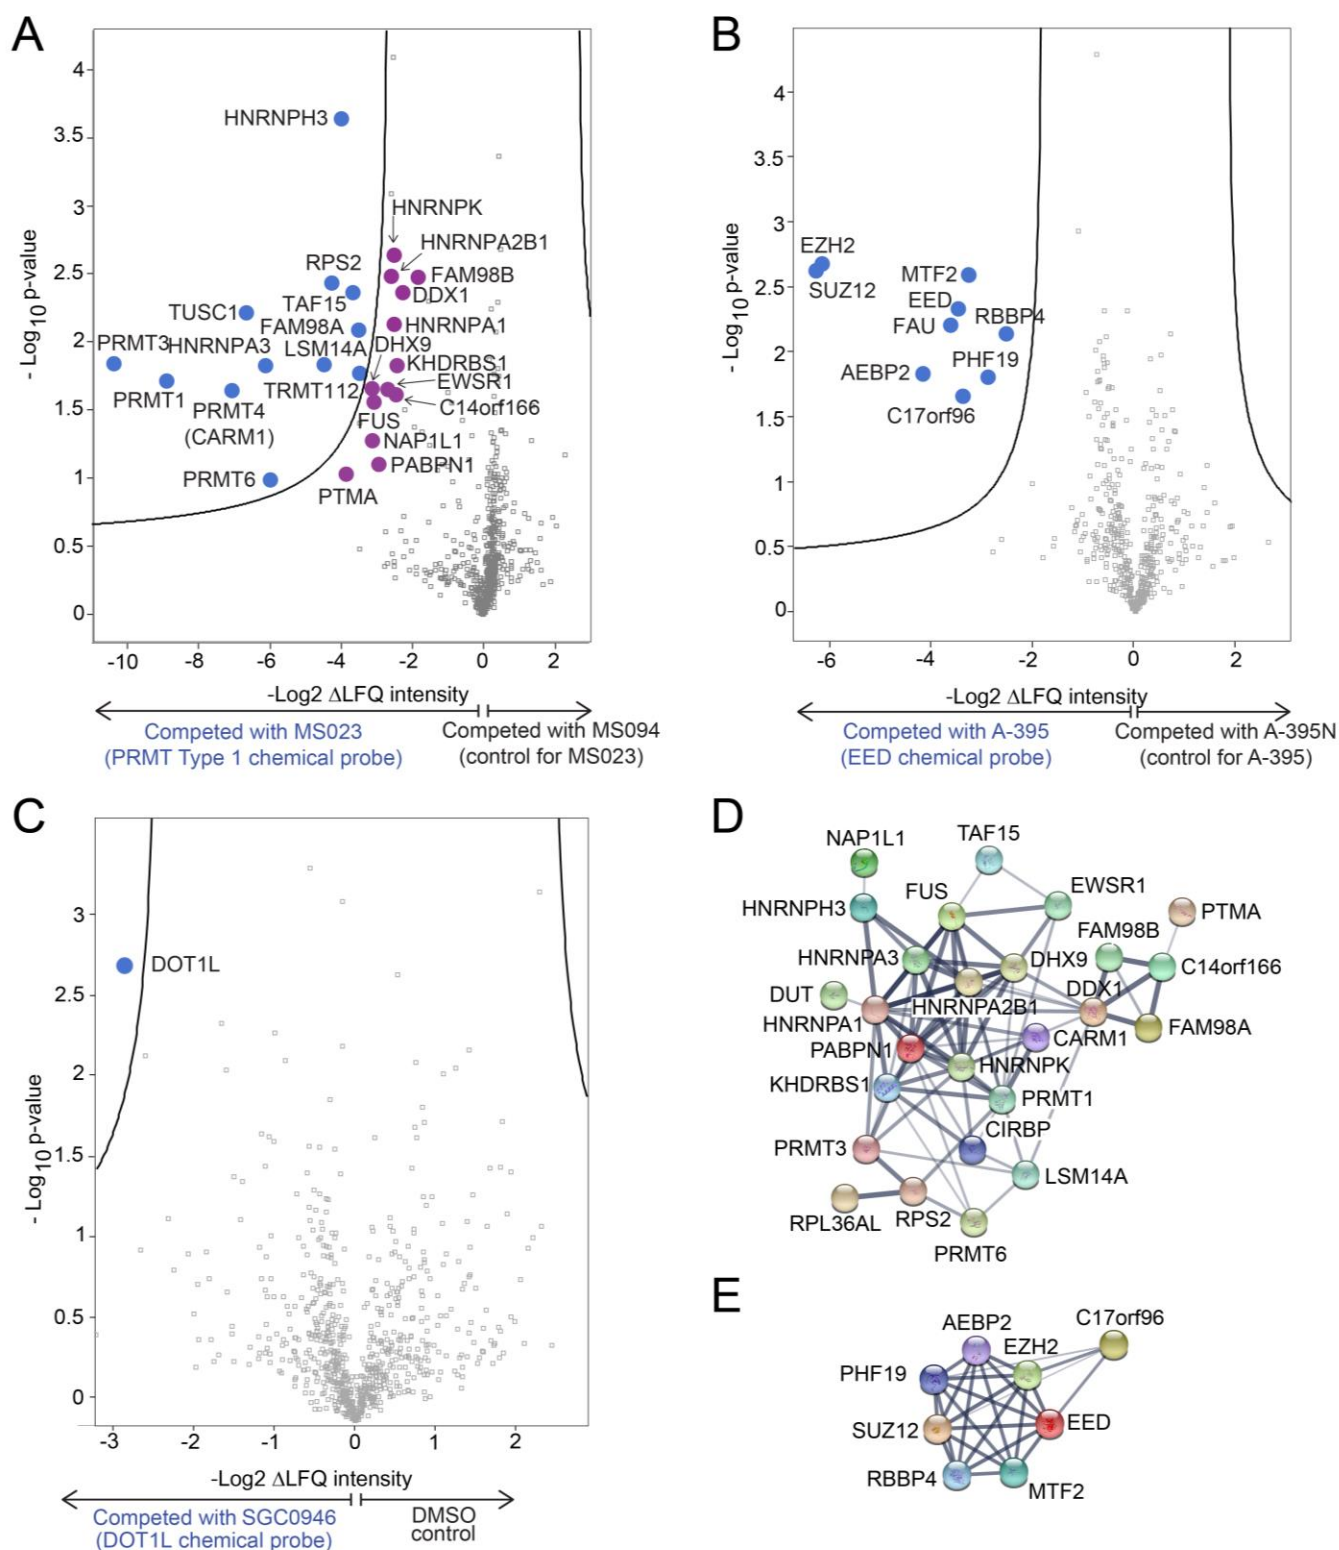 A
- Log10 p-value
4
3.5
3
2.5
2
1.5
1
0.5
0
HNRNPH3
HNRNPK
HNRNPA2B1
RPS2
FAM98B
TAF15
DDX1
TUSC1
FAM98A
HNRNPA1
PRMT3
HNRNPA3
LSM14A
DHX9
KHDRBS1
PRMT1
TRMT112
EWSR1
PRMT4
(CARM1)
C14orf166
FUS
NAP1L1
PRMT6
PABPN1
PTMA
-10 -8 -6 -4 -2 0 2
-Log2 ΔLFQ intensity
Competed with MS023
(PRMT Type 1 chemical probe)
Competed with MS094
(control for MS023)
B
- Log10 p-value
4
3.5
3
2.5
2
1.5
1
0.5
0
EZH2
SUZ12
MTF2
EED
FAU
RBBP4
AEBP2
PHF19
C17orf96
-6 -4 -2 0 2
-Log2 ΔLFQ intensity
Competed with A-395
(EED chemical probe)
Competed with A-395N
(control for A-395)
C
- Log10 p-value
3
2.5
2
1.5
1
0.5
0
DOT1L
-3 -2 -1 0 1 2
-Log2 ΔLFQ intensity
Competed with SGC0946
(DOT1L chemical probe)
DMSO
control
D
NAP1L1
TAF15
FUS
EWSR1
HNRNPH3
PTMA
FAM98B
HNRNPA3
DHX9
C14orf166
DUT
DDX1
HNRNPA2B1
HNRNPA1
FAM98A
CARM1
PABPN1
HNRNPK
KHDRBS1
PRMT1
CIRBP
PRMT3
LSM14A
RPL36AL
RPS2
PRMT6
E
AEBP2
C17orf96
EZH2
PHF19
SUZ12
EED
RBBP4
MTF2